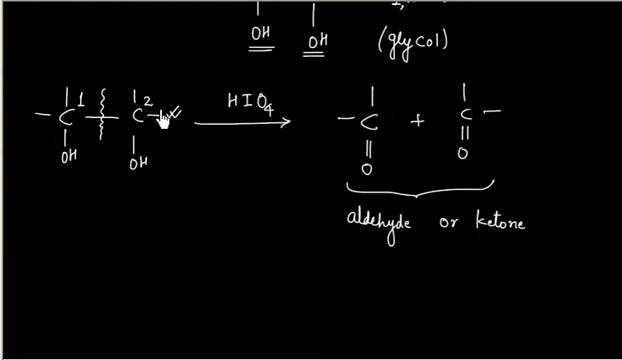 OH OH
(glycol)
1 2
C C HIO4 C + C
OH OH O O
aldehyde or ketone